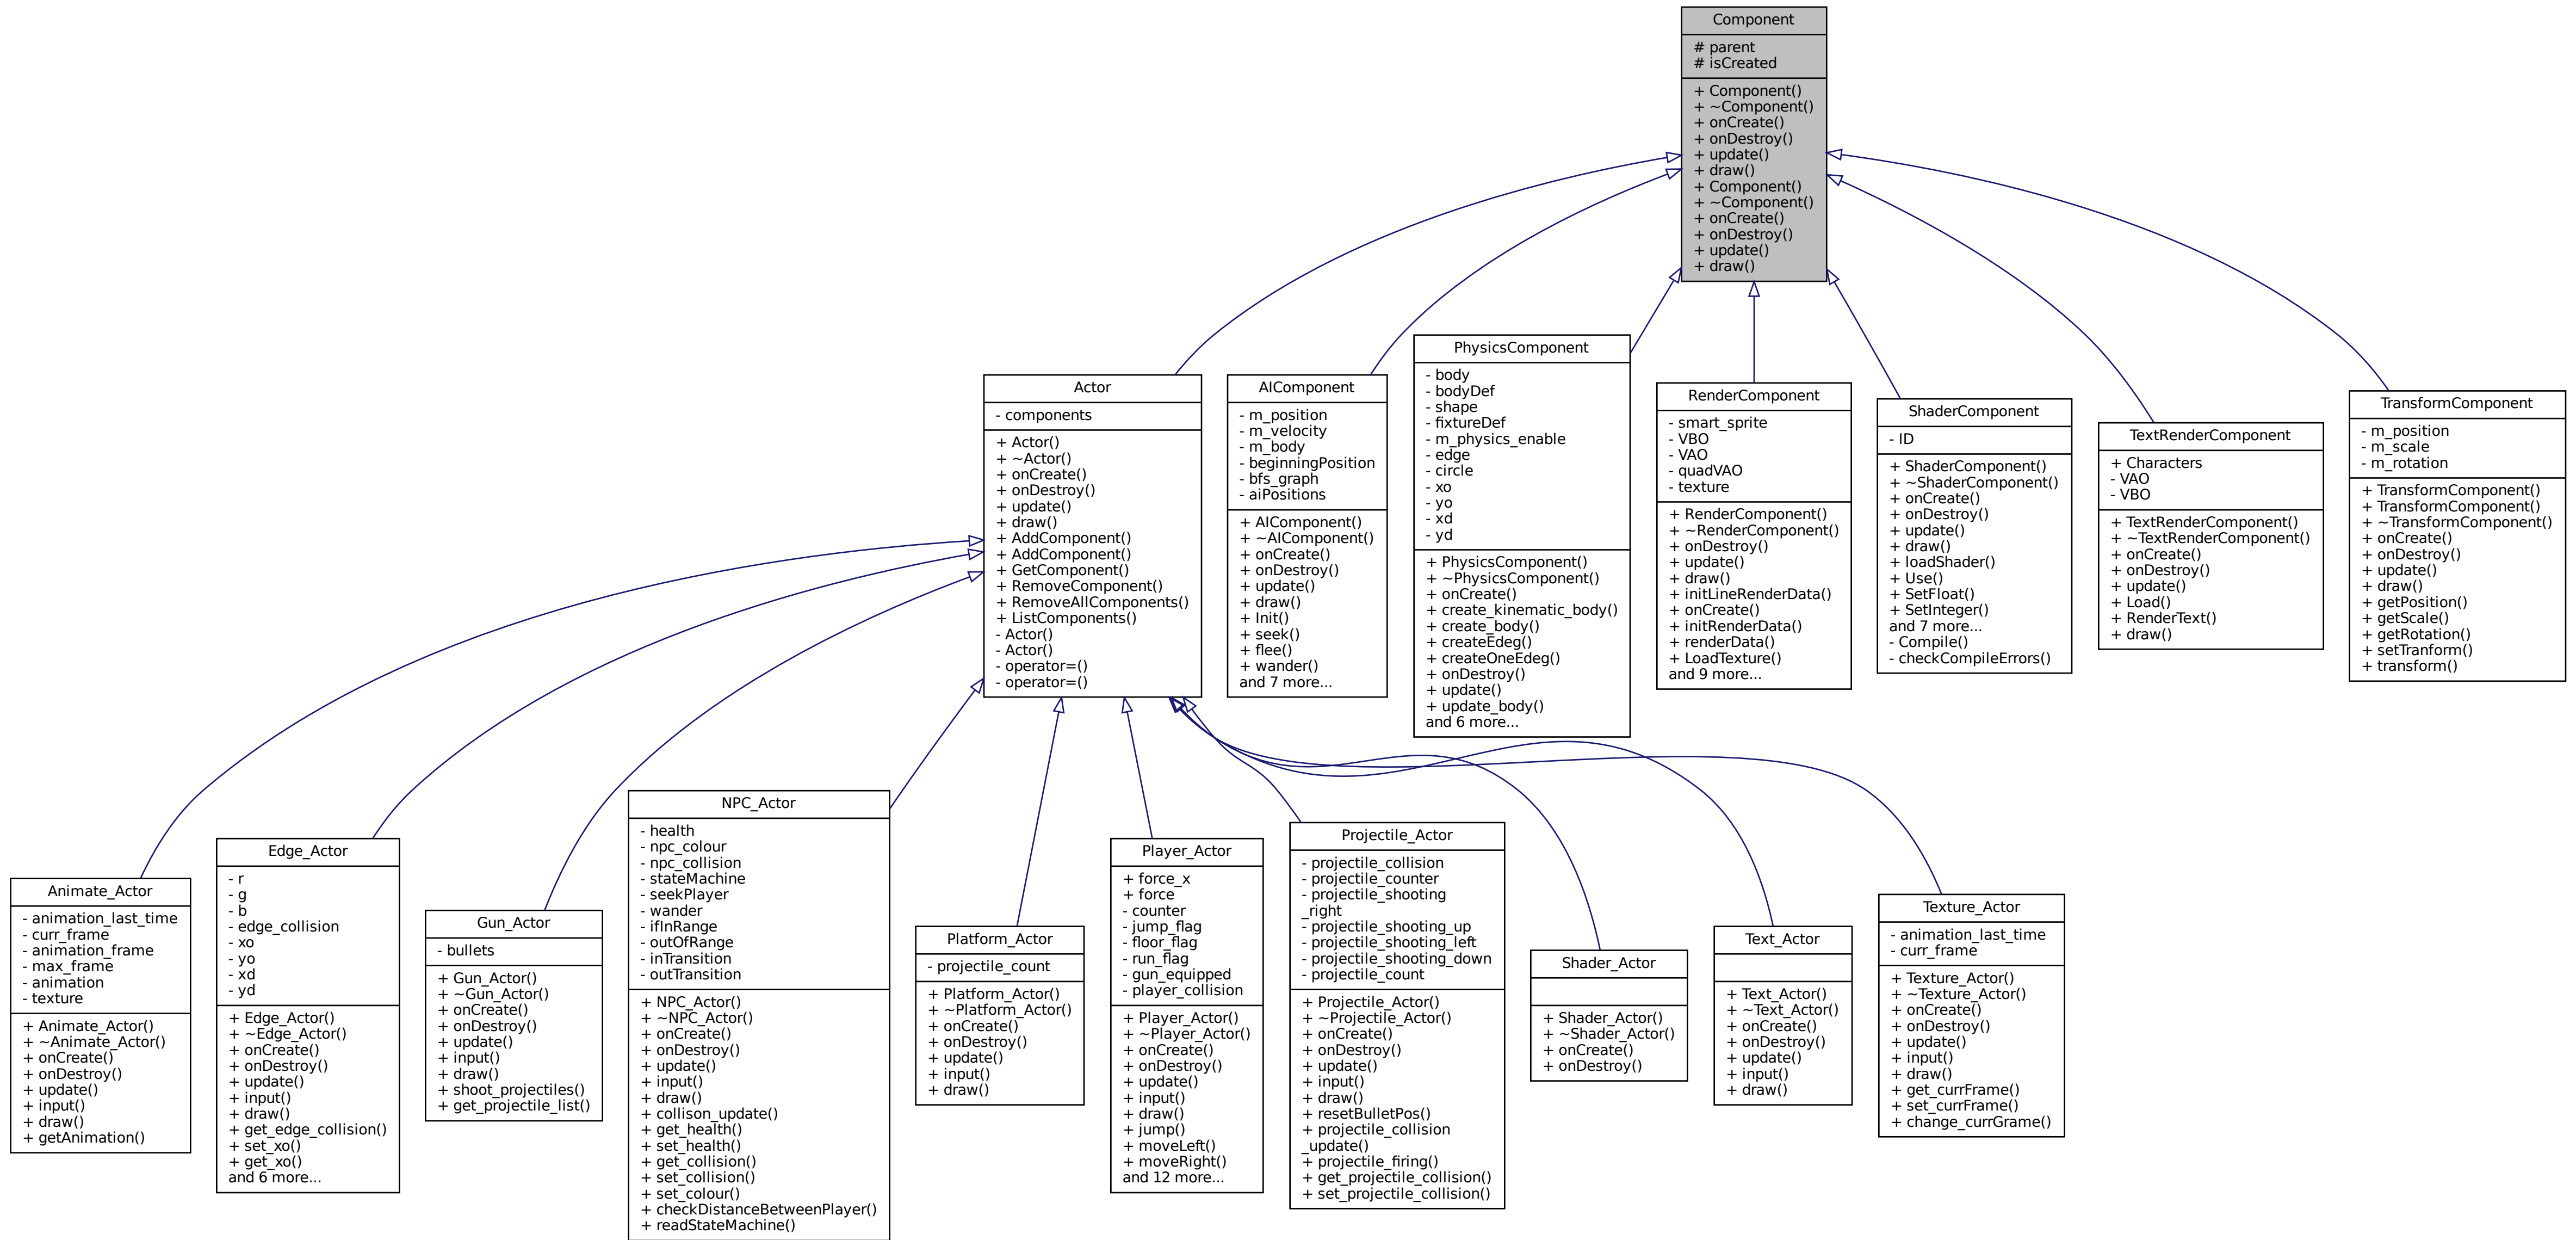 Component
# parent
# isCreated
+ Component()
+ ~Component()
+ onCreate()
+ onDestroy()
+ update()
+ draw()
+ Component()
+ ~Component()
+ onCreate()
+ onDestroy()
+ update()
+ draw()
Actor
- components
+ Actor()
+ ~Actor()
+ onCreate()
+ onDestroy()
+ update()
+ draw()
+ AddComponent()
+ AddComponent()
+ GetComponent()
+ RemoveComponent()
+ RemoveAllComponents()
+ ListComponents()
- Actor()
- Actor()
- operator=()
- operator=()
AIComponent
- m_position
- m_velocity
- m_body
- beginningPosition
- bfs_graph
- aiPositions
+ AIComponent()
+ ~AIComponent()
+ onCreate()
+ onDestroy()
+ update()
+ draw()
+ Init()
+ seek()
+ flee()
+ wander()
and 7 more...
PhysicsComponent
- body
- bodyDef
- shape
- fixtureDef
- m_physics_enable
- edge
- circle
- xo
- yo
- xd
- yd
+ PhysicsComponent()
+ ~PhysicsComponent()
+ onCreate()
+ create_kinematic_body()
+ create_body()
+ createEdeg()
+ createOneEdeg()
+ onDestroy()
+ update()
+ update_body()
and 6 more...
RenderComponent
- smart_sprite
- VBO
- VAO
- quadVAO
- texture
+ RenderComponent()
+ ~RenderComponent()
+ onDestroy()
+ update()
+ draw()
+ initLineRenderData()
+ onCreate()
+ initRenderData()
+ renderData()
+ LoadTexture()
and 9 more...
ShaderComponent
- ID
+ ShaderComponent()
+ ~ShaderComponent()
+ onCreate()
+ onDestroy()
+ update()
+ draw()
+ loadShader()
+ Use()
+ SetFloat()
+ SetInteger()
and 7 more...
- Compile()
- checkCompileErrors()
TextRenderComponent
+ Characters
- VAO
- VBO
+ TextRenderComponent()
+ ~TextRenderComponent()
+ onCreate()
+ onDestroy()
+ update()
+ Load()
+ RenderText()
+ draw()
TransformComponent
- m_position
- m_scale
- m_rotation
+ TransformComponent()
+ TransformComponent()
+ ~TransformComponent()
+ onCreate()
+ onDestroy()
+ update()
+ draw()
+ getPosition()
+ getScale()
+ getRotation()
+ setTranform()
+ transform()
Animate_Actor
- animation_last_time
- curr_frame
- animation_frame
- max_frame
- animation
- texture
+ Animate_Actor()
+ ~Animate_Actor()
+ onCreate()
+ onDestroy()
+ update()
+ input()
+ draw()
+ getAnimation()
Edge_Actor
- r
- g
- b
- edge_collision
- xo
- yo
- xd
- yd
+ Edge_Actor()
+ ~Edge_Actor()
+ onCreate()
+ onDestroy()
+ update()
+ input()
+ draw()
+ get_edge_collision()
+ set_xo()
+ get_xo()
and 6 more...
Gun_Actor
- bullets
+ Gun_Actor()
+ ~Gun_Actor()
+ onCreate()
+ onDestroy()
+ update()
+ input()
+ draw()
+ shoot_projectiles()
+ get_projectile_list()
NPC_Actor
- health
- npc_colour
- npc_collision
- stateMachine
- seekPlayer
- wander
- ifInRange
- outOfRange
- inTransition
- outTransition
+ NPC_Actor()
+ ~NPC_Actor()
+ onCreate()
+ onDestroy()
+ update()
+ input()
+ draw()
+ collison_update()
+ get_health()
+ set_health()
+ get_collision()
+ set_collision()
+ set_colour()
+ checkDistanceBetweenPlayer()
+ readStateMachine()
Platform_Actor
- projectile_count
+ Platform_Actor()
+ ~Platform_Actor()
+ onCreate()
+ onDestroy()
+ update()
+ input()
+ draw()
Player_Actor
+ force_x
+ force
- counter
- jump_flag
- floor_flag
- run_flag
- gun_equipped
- player_collision
+ Player_Actor()
+ ~Player_Actor()
+ onCreate()
+ onDestroy()
+ update()
+ input()
+ draw()
+ jump()
+ moveLeft()
+ moveRight()
and 12 more...
Projectile_Actor
- projectile_collision
- projectile_counter
- projectile_shooting
_right
- projectile_shooting_up
- projectile_shooting_left
- projectile_shooting_down
- projectile_count
+ Projectile_Actor()
+ ~Projectile_Actor()
+ onCreate()
+ onDestroy()
+ update()
+ input()
+ draw()
+ resetBulletPos()
+ projectile_collision
_update()
+ projectile_firing()
+ get_projectile_collision()
+ set_projectile_collision()
Shader_Actor
+ Shader_Actor()
+ ~Shader_Actor()
+ onCreate()
+ onDestroy()
Text_Actor
+ Text_Actor()
+ ~Text_Actor()
+ onCreate()
+ onDestroy()
+ update()
+ input()
+ draw()
Texture_Actor
- animation_last_time
- curr_frame
+ Texture_Actor()
+ ~Texture_Actor()
+ onCreate()
+ onDestroy()
+ update()
+ input()
+ draw()
+ get_currFrame()
+ set_currFrame()
+ change_currGrame()